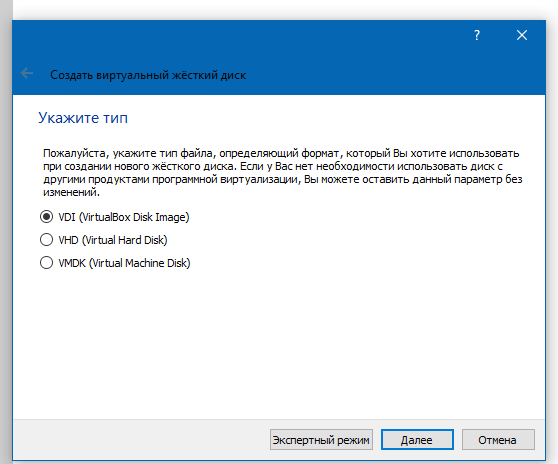 ?
Создать виртуальный жёсткий диск
Укажите тип
Пожалуйста, укажите тип файла, определяющий формат, который Вы хотите использовать
при создании нового жёсткого диска. Если у Вас нет необходимости использовать диск с
другими продуктами программной виртуализации, Вы можете оставить данный параметр без
изменений.
VDI (VirtualBox Disk Image)
VHD (Virtual Hard Disk)
VMDK (Virtual Machine Disk)
Экспертный режим Далее Отмена